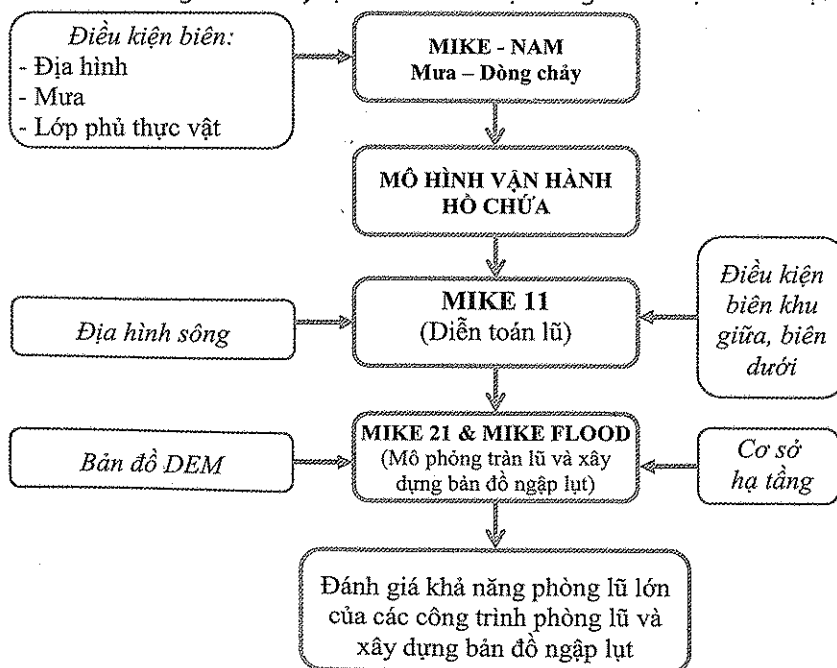 Điều kiện biên:
- Địa hình
- Mưa
- Lớp phủ thực vật
MIKE - NAM
Mưa – Dòng chảy
MÔ HÌNH VẬN HÀNH
HỒ CHỨA
Địa hình sông
MIKE 11
(Diễn toán lũ)
Điều kiện
biên khu
giữa, biên
dưới
Bản đồ DEM
MIKE 21 & MIKE FLOOD
(Mô phỏng tràn lũ và xây
dựng bản đồ ngập lụt)
Cơ sở
hạ tầng
Đánh giá khả năng phòng lũ lớn
của các công trình phòng lũ và
xây dựng bản đồ ngập lụt